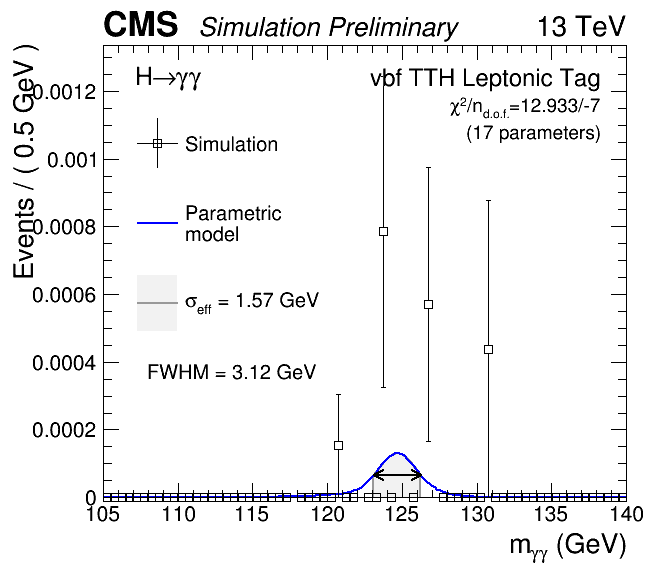 CMS Simulation Preliminary 13 TeV
Events / ( 0.5 GeV )
H→γγ
vbf TTH Leptonic Tag
χ²/n_d.o.f.=12.933/-7
(17 parameters)
Simulation
Parametric
model
σ_eff = 1.57 GeV
FWHM = 3.12 GeV
0.0012
0.001
0.0008
0.0006
0.0004
0.0002
0
105 110 115 120 125 130 135 140
m_γγ (GeV)